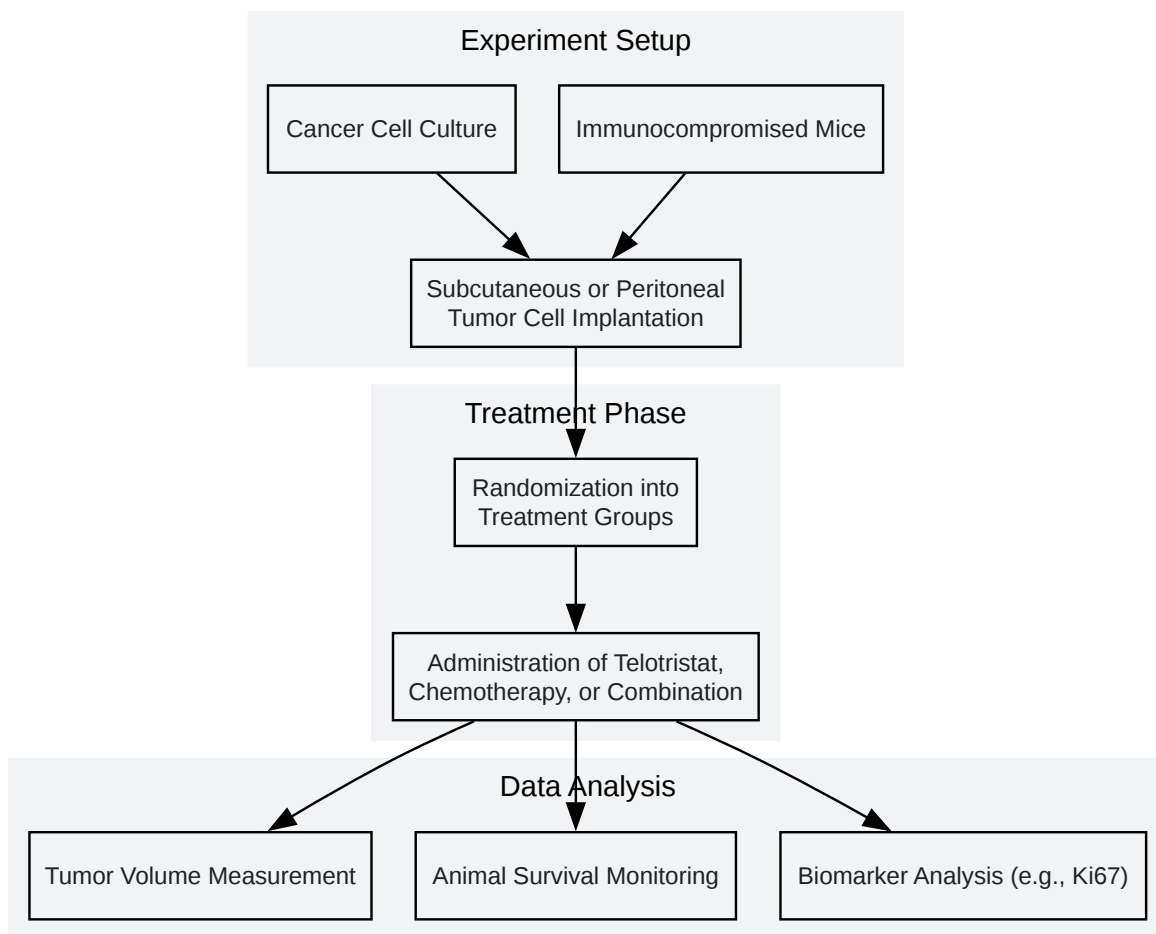 Experiment Setup
Cancer Cell Culture
Immunocompromised Mice
Subcutaneous or Peritoneal
Tumor Cell Implantation
Treatment Phase
Randomization into
Treatment Groups
Administration of Telotristat,
Chemotherapy, or Combination
Data Analysis
Tumor Volume Measurement
Animal Survival Monitoring
Biomarker Analysis (e.g., Ki67)